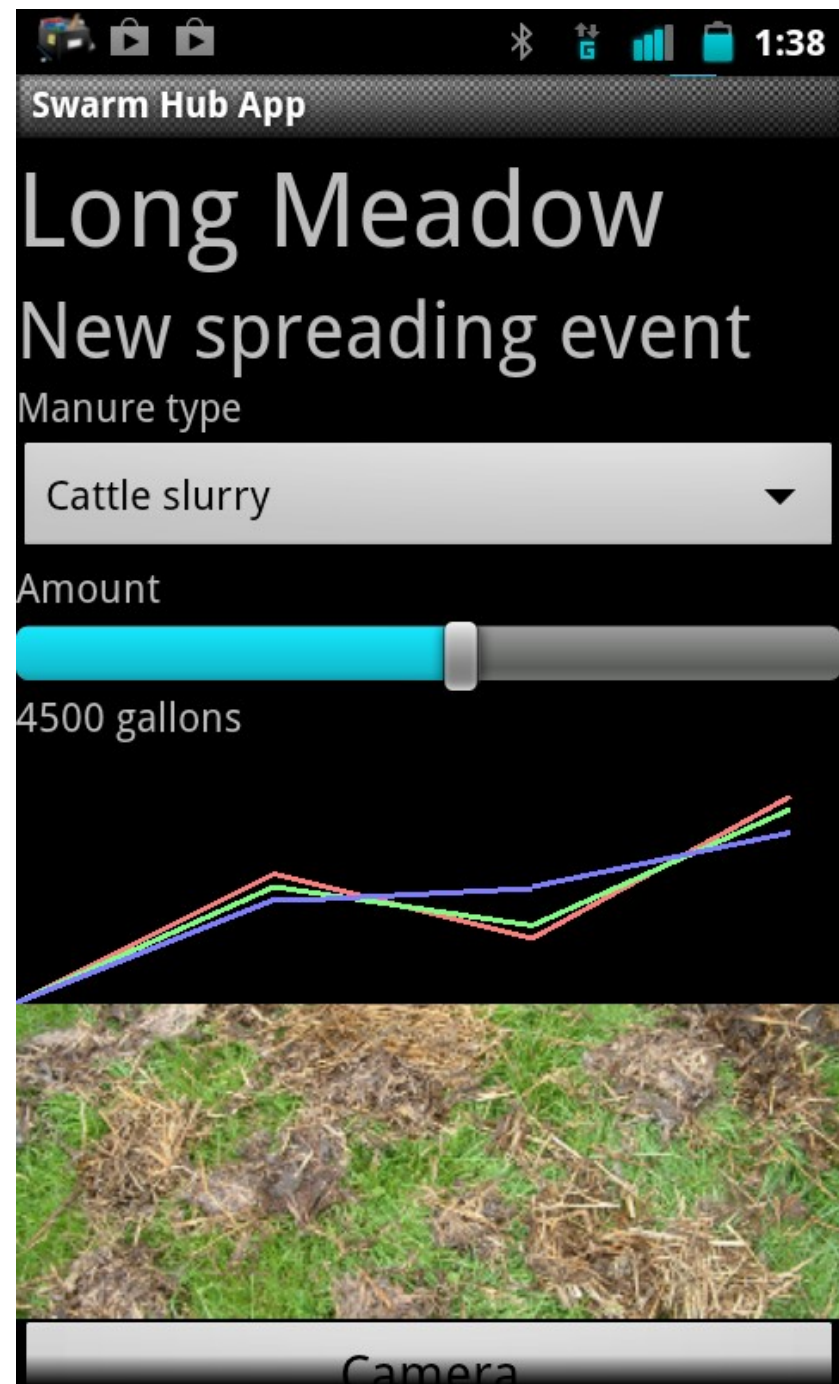 G
1:38
Swarm Hub App
Long Meadow
New spreading event
Manure type
Cattle slurry
Amount
4500 gallons
Camera